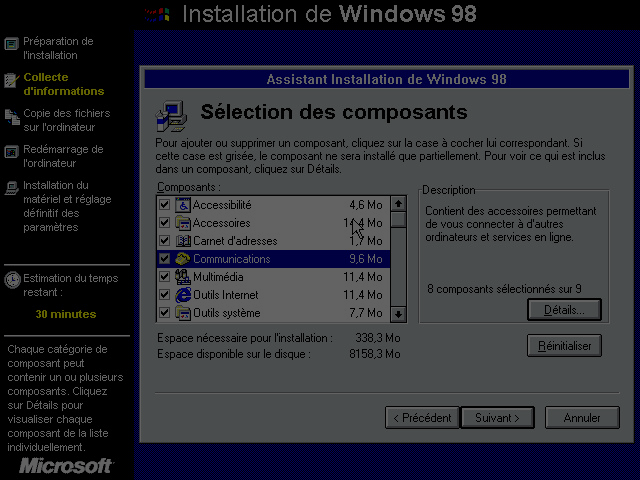 Installation de Windows 98
Préparation de
l'installation
Collecte
d'informations
Copie des fichiers
sur l'ordinateur
Redémarrage de
l'ordinateur
Installation du
matériel et réglage
définitif des
paramètres
Estimation du temps
restant :
30 minutes
Chaque catégorie de
composant peut
contenir un ou plusieurs
composants. Cliquez
sur Détails pour
visualiser chaque
composant de la liste
individuellement.
Microsoft
Assistant Installation de Windows 98
Sélection des composants
Pour ajouter ou supprimer un composant, cliquez sur la case à cocher lui correspondant. Si
cette case est grisée, le composant ne sera installé que partiellement. Pour voir ce qui est inclus
dans un composant, cliquez sur Détails.
Composants :
Accessibilité 4,6 Mo
Accessoires Mo
Carnet d'adresses 1,7 Mo
Communications 9,6 Mo
Multimédia 11,4 Mo
Outils Internet 11,4 Mo
Outils système 7,7 Mo
Espace nécessaire pour l'installation : 338,3 Mo
Espace disponible sur le disque : 8158,3 Mo
Description
Contient des accessoires permettant
de vous connecter à d'autres
ordinateurs et services en ligne.
8 composants sélectionnés sur 9
Détails...
Réinitialiser
< Précédent
Suivant >
Annuler